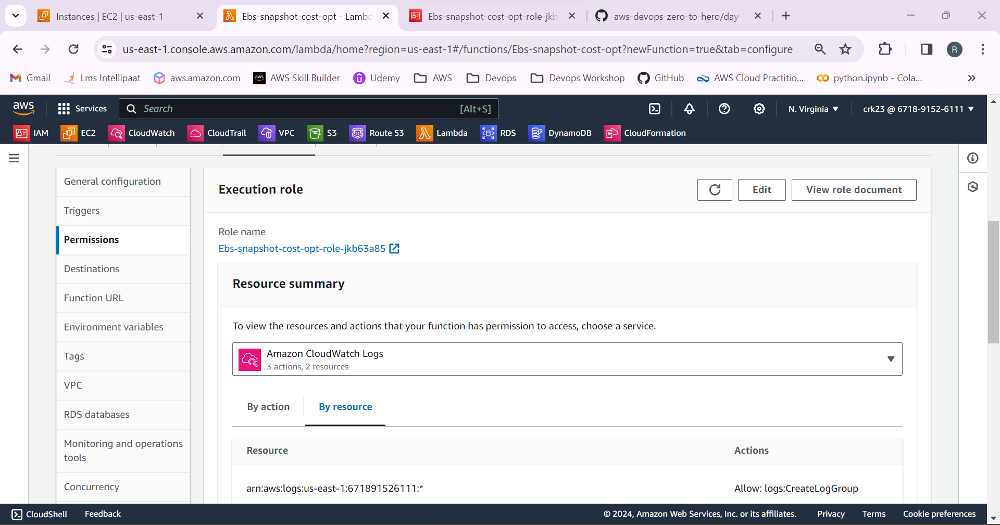 Instances | EC2 | us-east-1
Ebs-snapshot-cost-opt - Lambd
Ebs-snapshot-cost-opt-role-jkb
aws-devops-zero-to-hero/day-
us-east-1.console.aws.amazon.com/lambda/home?region=us-east-1#/functions/Ebs-snapshot-cost-opt?newFunction=true&tab=configure
R
Gmail
Lms Intellipaat
aws.amazon.com
aws
AWS Skill Builder
Udemy
AWS
Devops
Devops Workshop
GitHub
AWS Cloud Practitio...
python.ipynb - Cola...
aws
Services
Search
[Alt+S]
N. Virginia
crk23 @ 6718-9152-6111
IAM
EC2
CloudWatch
CloudTrail
VPC
S3
Route 53
Lambda
RDS
DynamoDB
CloudFormation
General configuration
Triggers
Permissions
Destinations
Function URL
Environment variables
Tags
VPC
RDS databases
Monitoring and operations
tools
Concurrency
Execution role
Edit
View role document
Role name
Ebs-snapshot-cost-opt-role-jkb63a85
Resource summary
To view the resources and actions that your function has permission to access, choose a service.
Amazon CloudWatch Logs
3 actions, 2 resources
By action
By resource
Resource
Actions
arn:aws:logs:us-east-1:671891526111:*
Allow: logs:CreateLogGroup
CloudShell
Feedback
© 2024, Amazon Web Services, Inc. or its affiliates.
Privacy
Terms
Cookie preferences